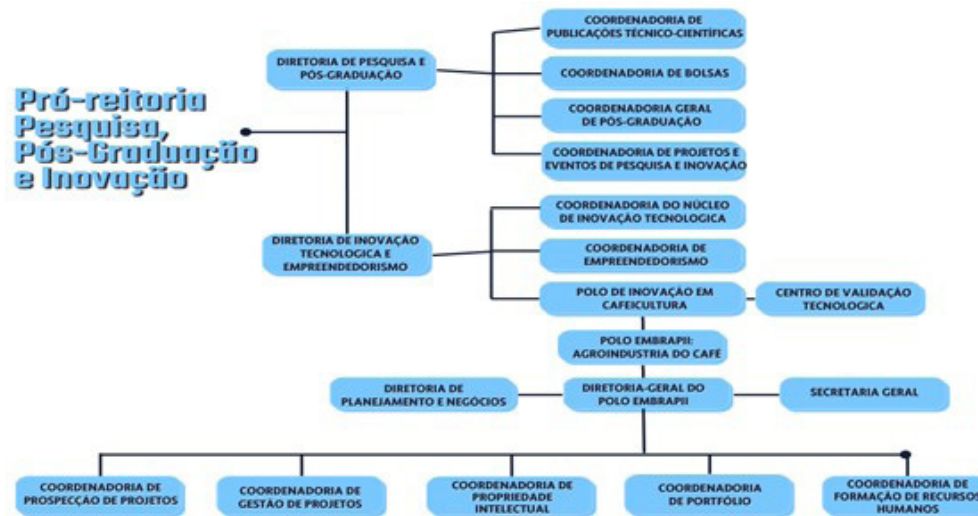 Pró-reitoria
Pesquisa,
Pós-Graduação
e Inovação
DIRETORIA DE PESQUISA E
PÓS-GRADUAÇÃO
COORDENADORIA DE
PUBLICAÇÕES TÉCNICO-CIENTÍFICAS
COORDENADORIA DE BOLSAS
COORDENADORIA GERAL
DE PÓS-GRADUAÇÃO
COORDENADORIA DE PROJETOS E
EVENTOS DE PESQUISA E INOVAÇÃO
DIRETORIA DE INOVAÇÃO
TECNOLOGICA E
EMPREENDEDORISMO
COORDENADORIA DO NÚCLEO
DE INOVAÇÃO TECNOLOGICA
COORDENADORIA DE
EMPREENDEDORISMO
POLO DE INOVAÇÃO EM
CAFEICULTURA
CENTRO DE VALIDAÇÃO
TECNOLOGICA
POLO EMBRAPII:
AGROINDUSTRIA DO CAFÉ
DIRETORIA DE
PLANEJAMENTO E NEGÓCIOS
DIRETORIA-GERAL DO
POLO EMBRAPII
SECRETARIA GERAL
COORDENADORIA DE
PROSPECÇÃO DE PROJETOS
COORDENADORIA DE
GESTÃO DE PROJETOS
COORDENADORIA DE
PROPRIEDADE
INTELECTUAL
COORDENADORIA
DE PORTFÓLIO
COORDENADORIA DE
FORMAÇÃO DE RECURSOS
HUMANOS